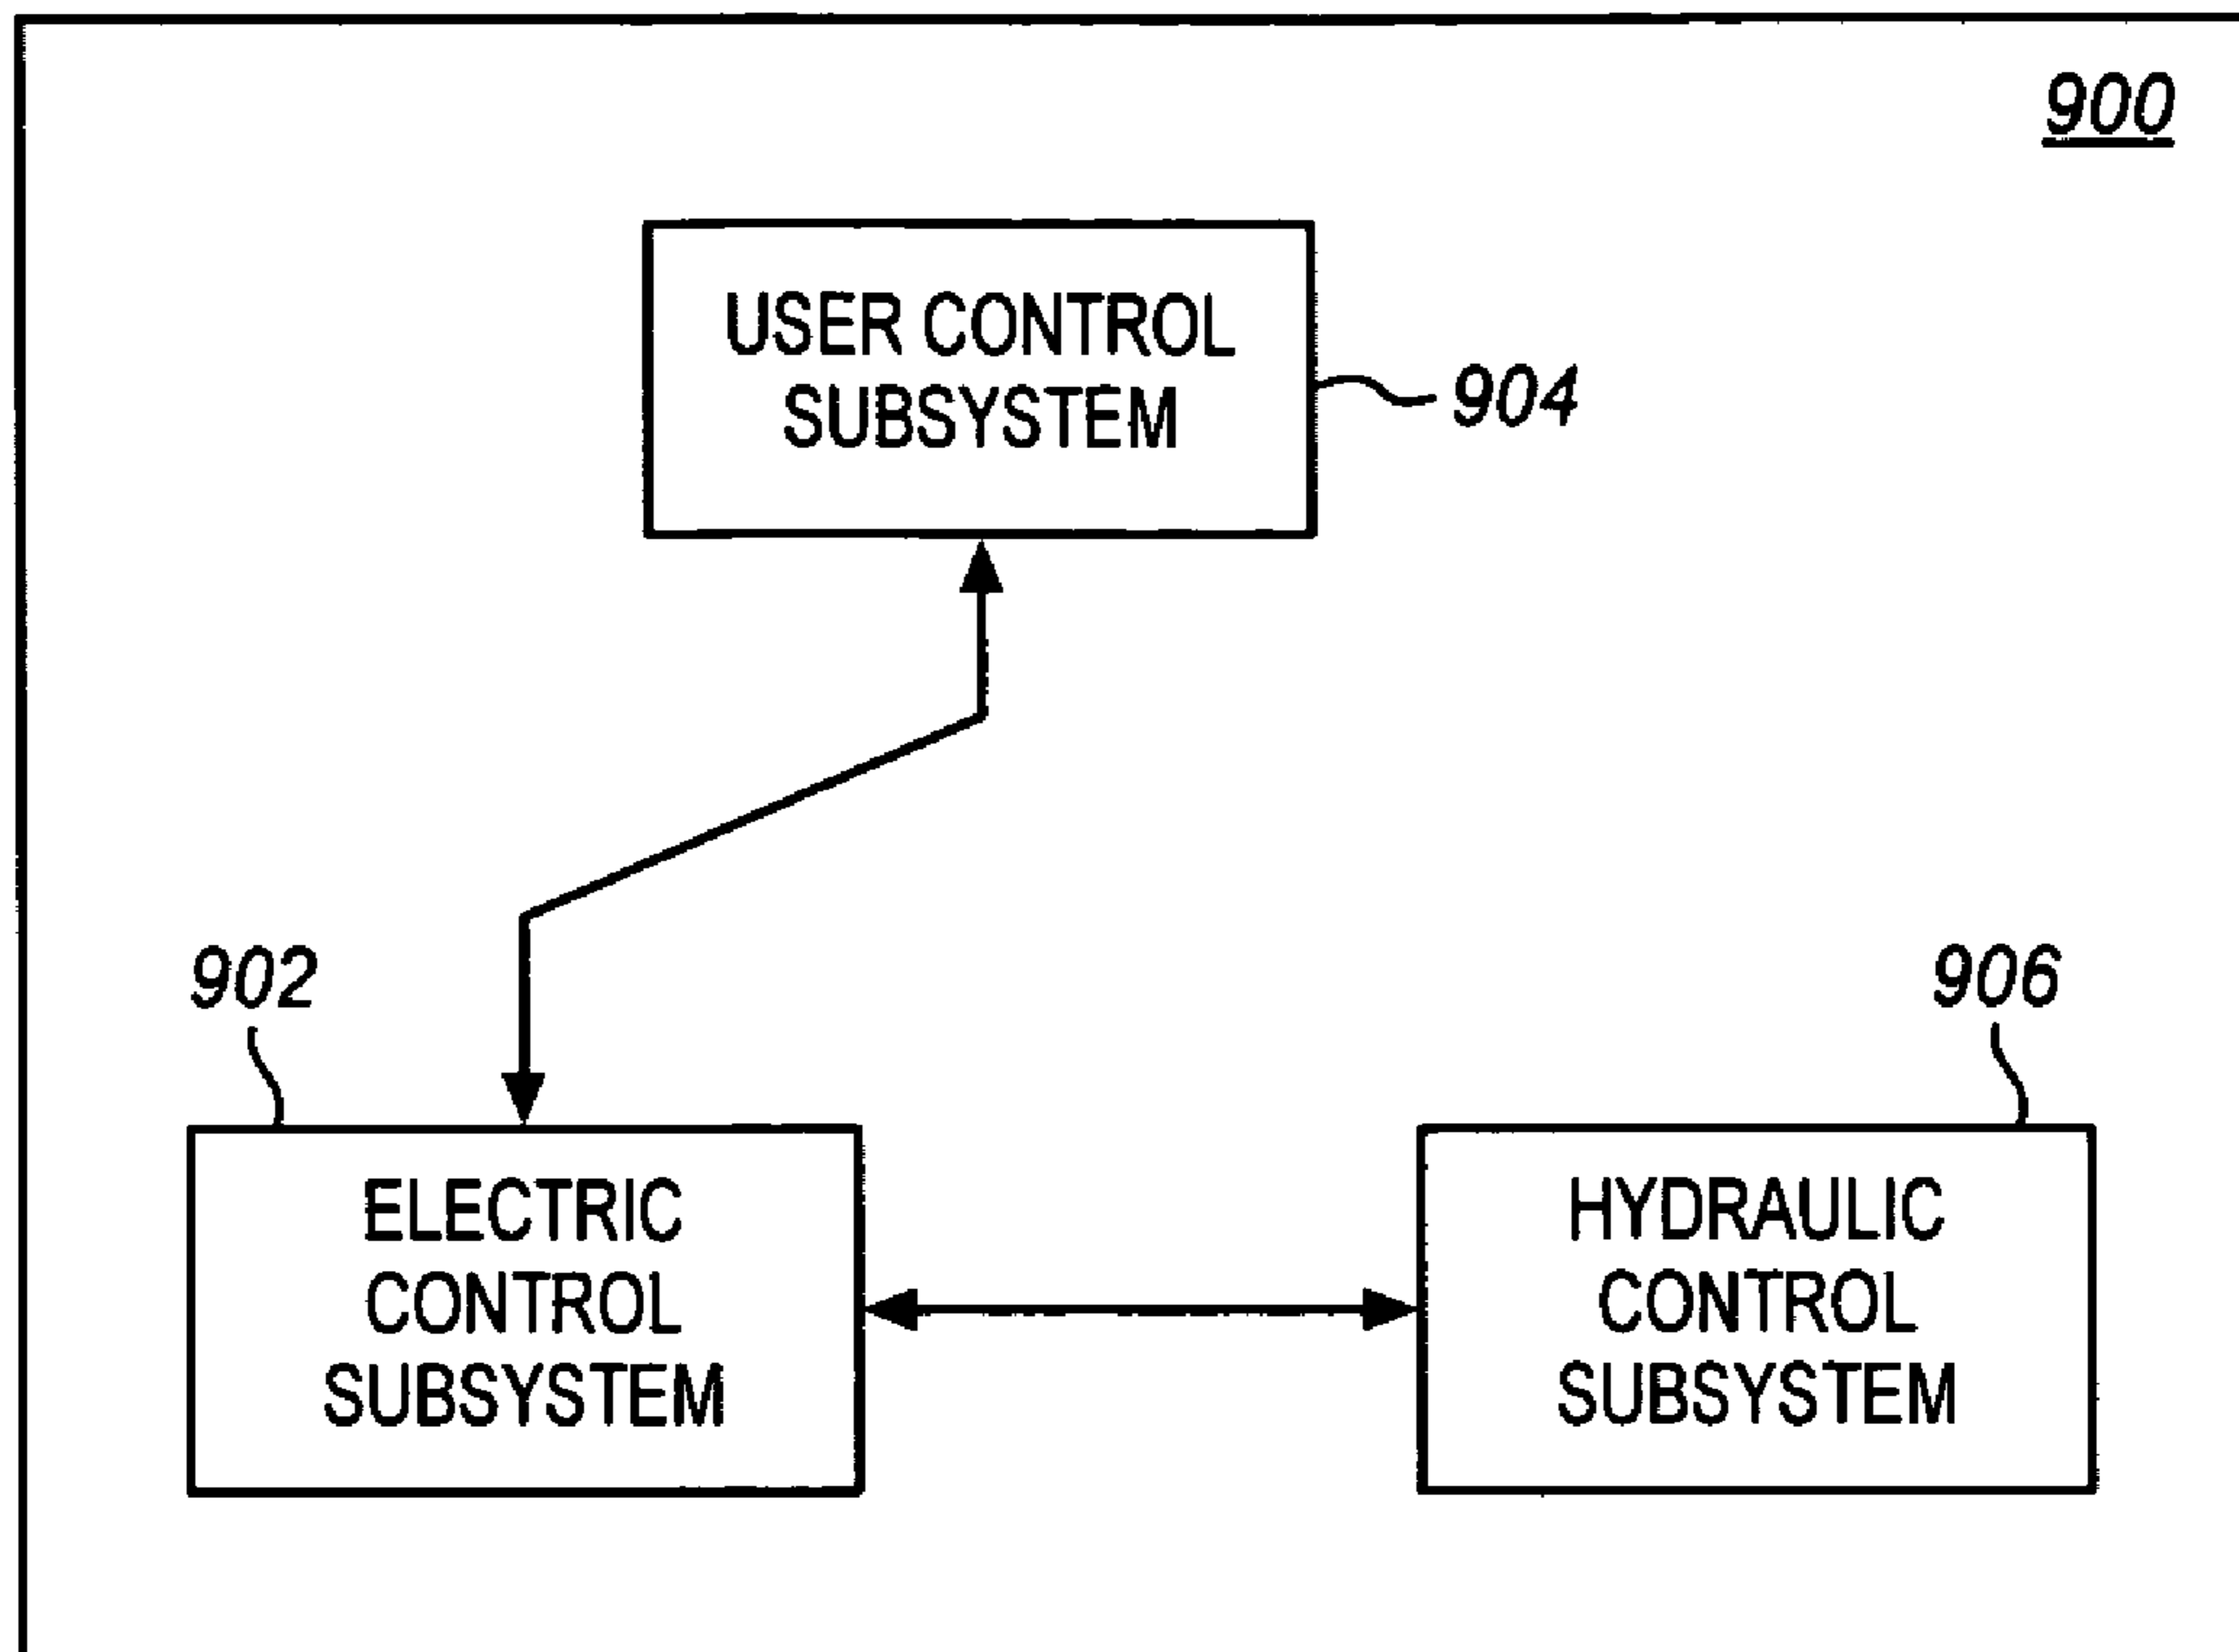 900
USER CONTROL
SUBSYSTEM
904
902
906
ELECTRIC
CONTROL
SUBSYSTEM
HYDRAULIC
CONTROL
SUBSYSTEM